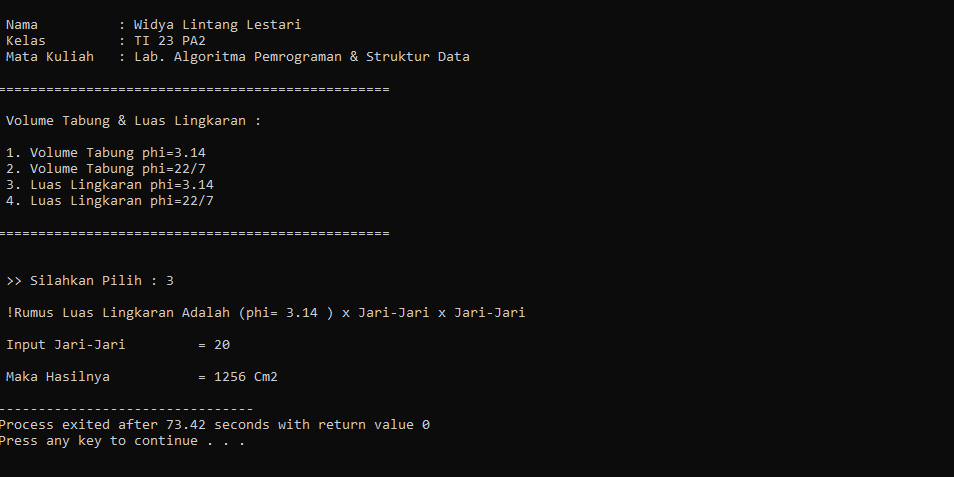 Nama          : Widya Lintang Lestari
Kelas         : TI 23 PA2
Mata Kuliah   : Lab. Algoritma Pemrograman & Struktur Data
=================================================
Volume Tabung & Luas Lingkaran :
1. Volume Tabung phi=3.14
2. Volume Tabung phi=22/7
3. Luas Lingkaran phi=3.14
4. Luas Lingkaran phi=22/7
=================================================
>> Silahkan Pilih : 3
!Rumus Luas Lingkaran Adalah (phi= 3.14 ) x Jari-Jari x Jari-Jari
Input Jari-Jari         = 20
Maka Hasilnya           = 1256 Cm2
--------------------------------
Process exited after 73.42 seconds with return value 0
Press any key to continue . . .